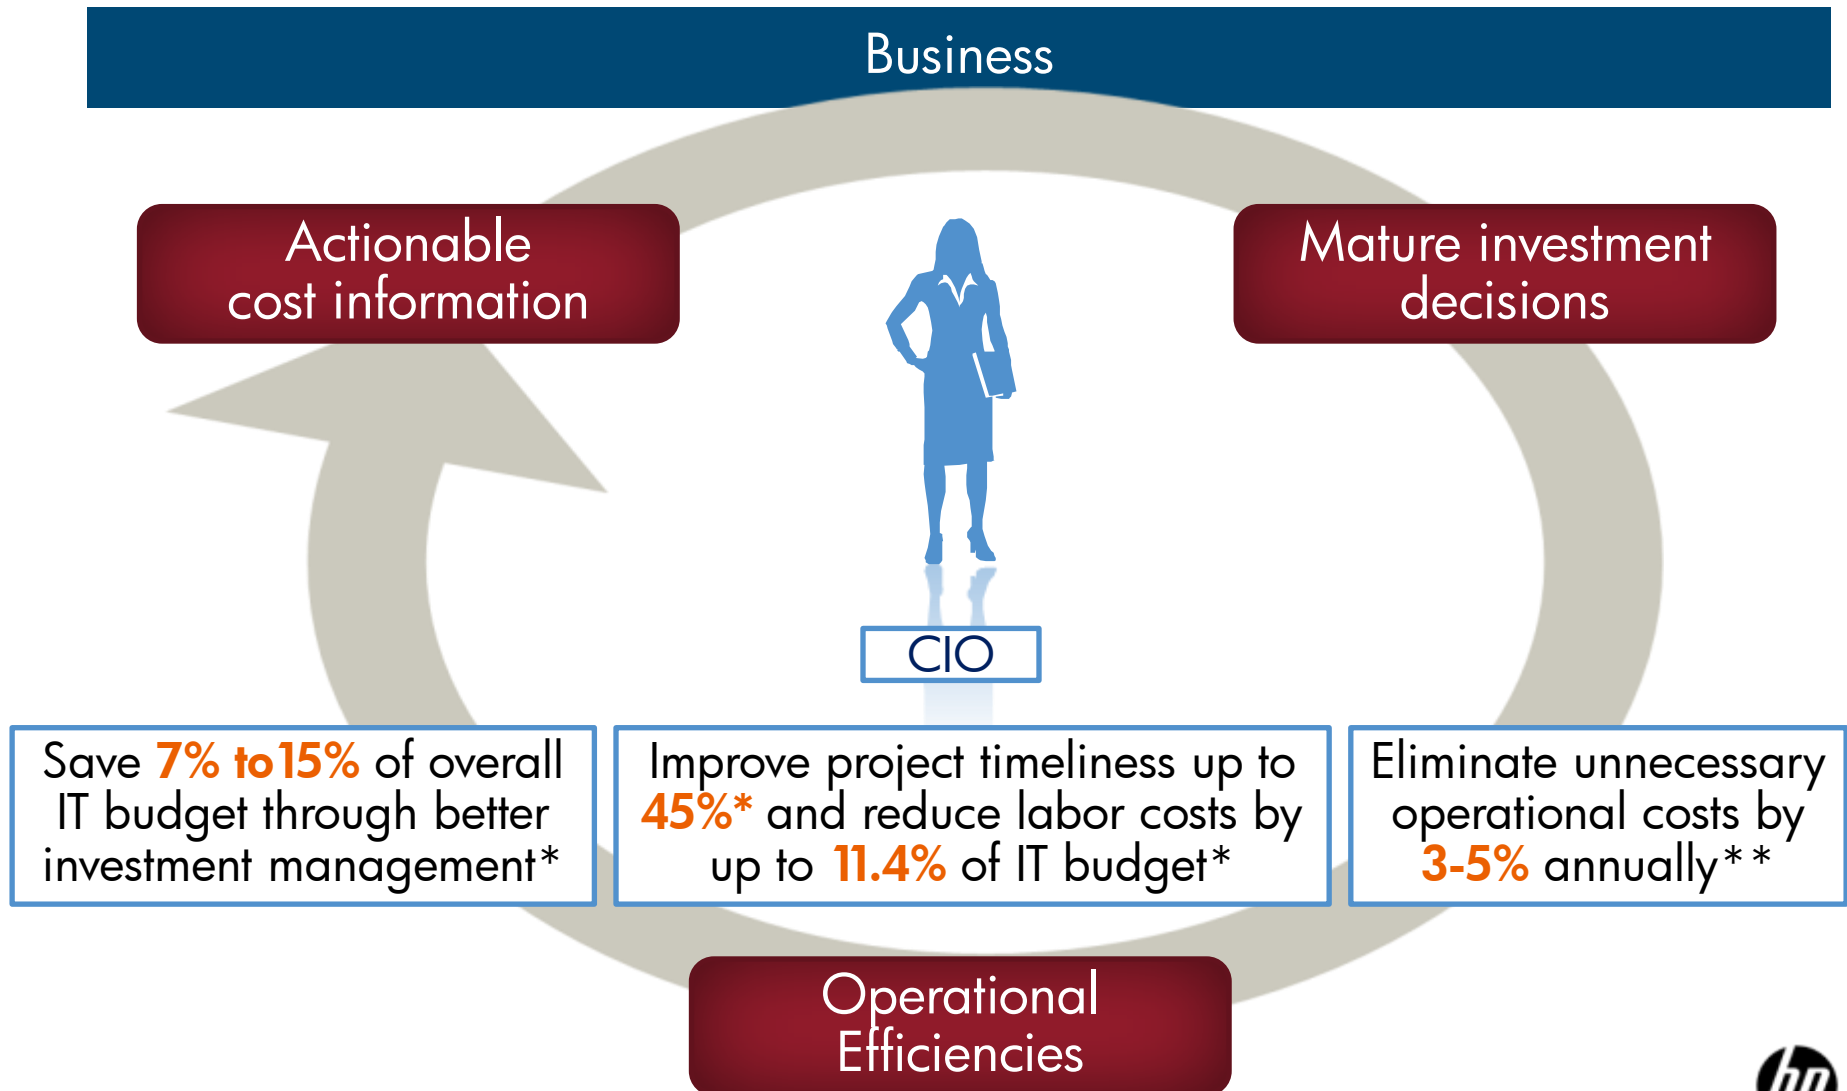 Business
Actionable
cost information
Mature investment
decisions
CIO
Save 7% to15% of overall
IT budget through better
investment management*
Improve project timeliness up to
45%* and reduce labor costs by
up to 11.4% of IT budget*
Eliminate unnecessary
operational costs by
3-5% annually**
Operational
Efficiencies
hp